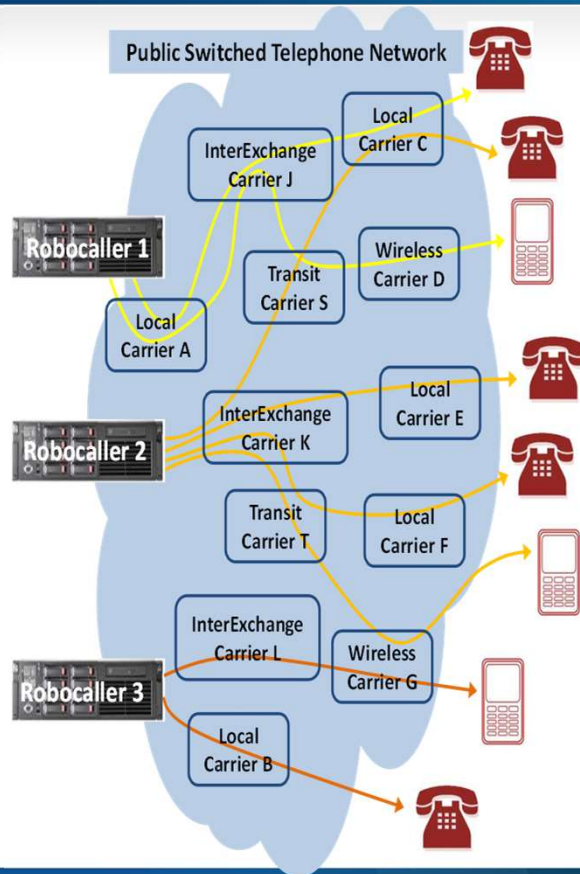 Public Switched Telephone Network
Local
Carrier C
InterExchange
Carrier J
Robocaller 1
Wireless
Carrier D
Transit
Carrier S
Local
Carrier A
Local
Carrier E
InterExchange
Carrier K
Robocaller 2
Transit
Carrier T
Local
Carrier F
InterExchange
Carrier L
Wireless
Carrier G
Robocaller 3
Local
Carrier B